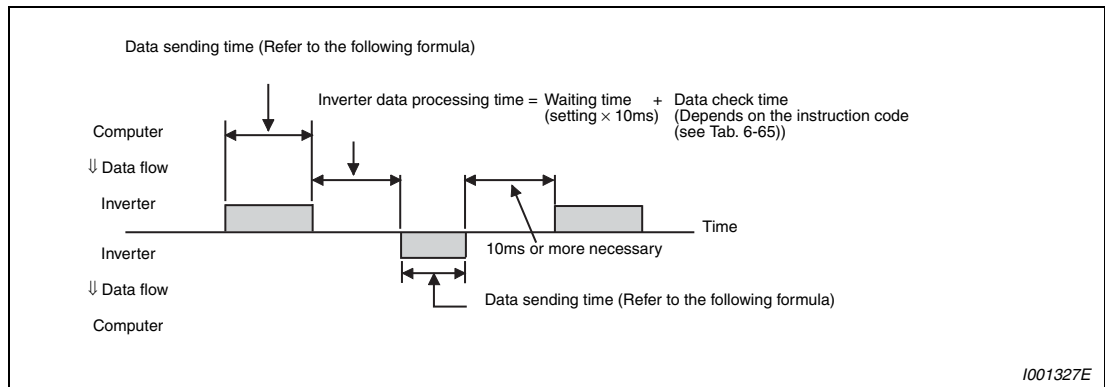 Data sending time (Refer to the following formula)
Inverter data processing time = Waiting time + Data check time
(setting × 10ms) (Depends on the instruction code
(see Tab. 6-65))
Computer
⇓ Data flow
Inverter
Time
Inverter
10ms or more necessary
⇓ Data flow
Data sending time (Refer to the following formula)
Computer
I001327E